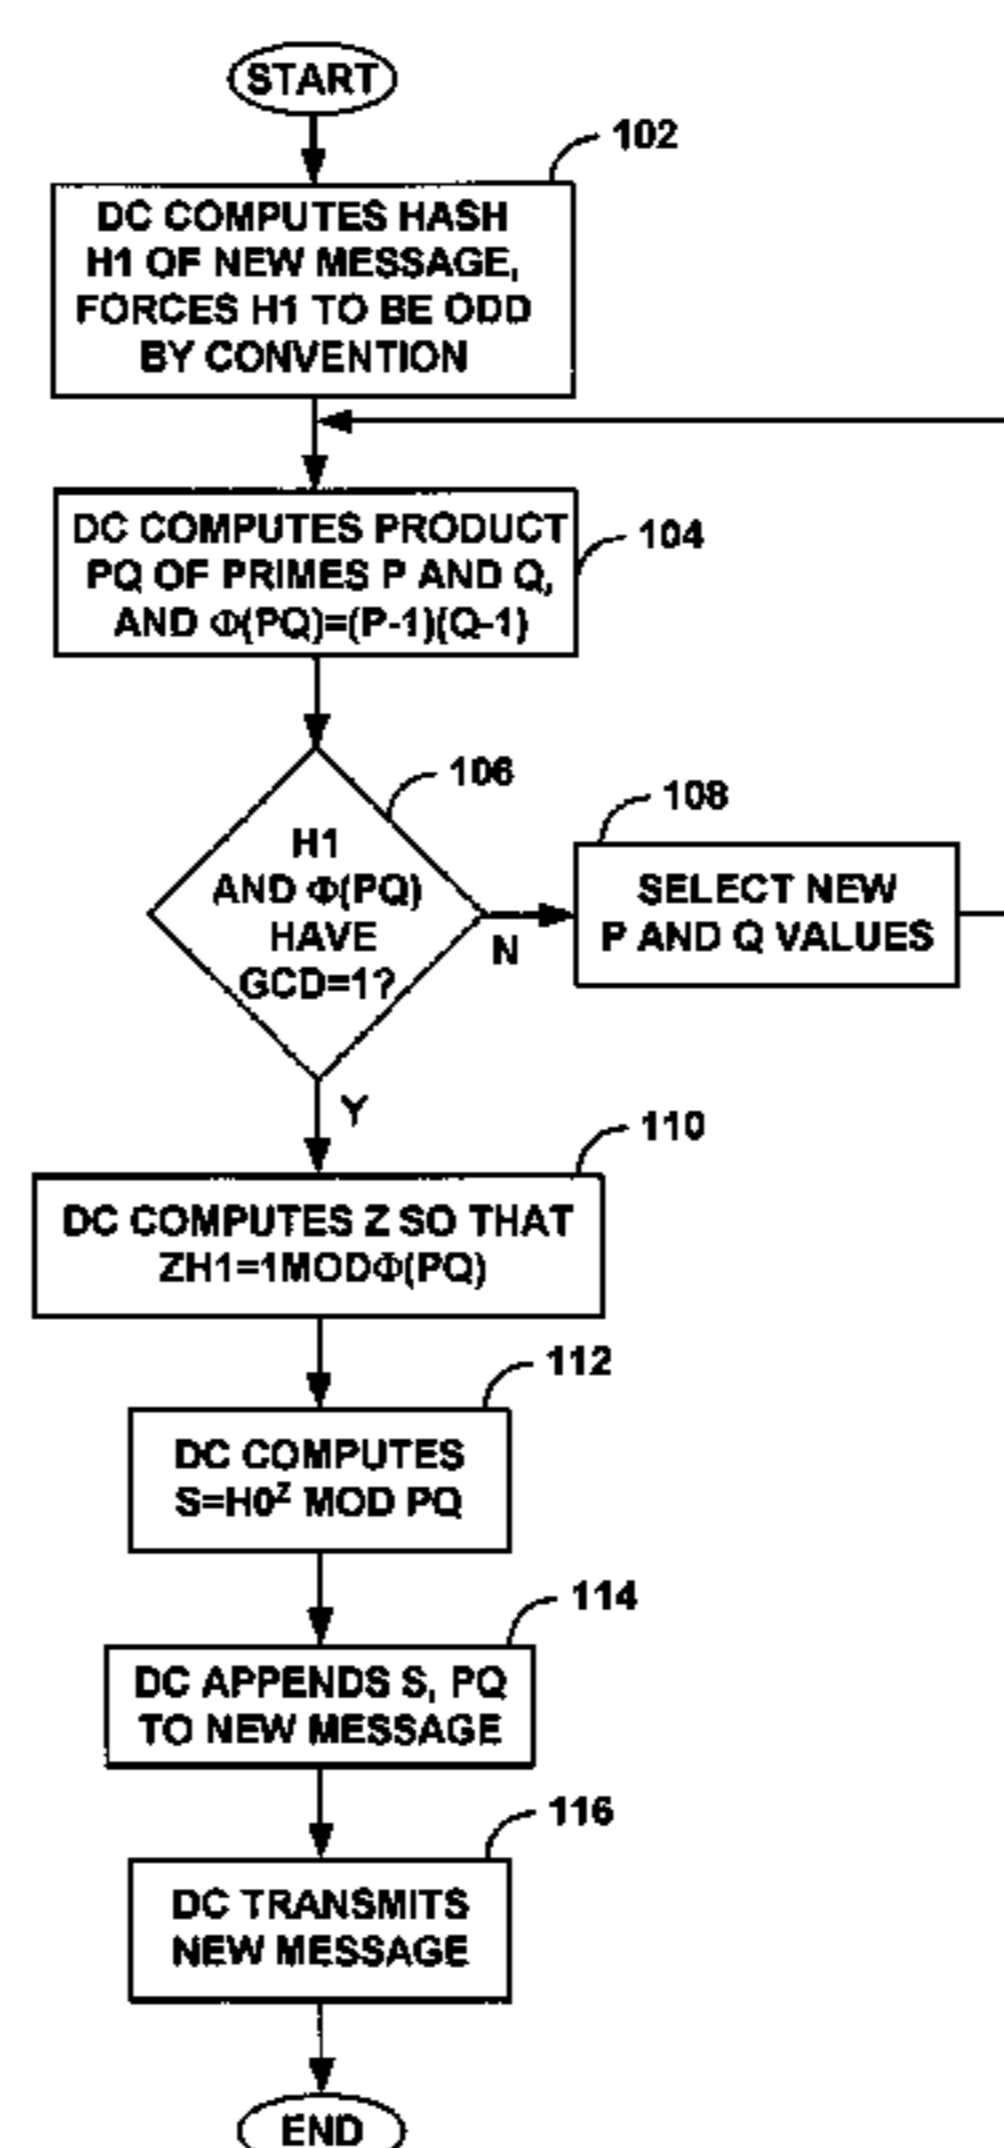 START
102
DC COMPUTES HASH
H1 OF NEW MESSAGE,
FORCES H1 TO BE ODD
BY CONVENTION
DC COMPUTES PRODUCT
PQ OF PRIMES P AND Q,
AND Φ(PQ)=(P-1)(Q-1)
104
106
H1
AND Φ(PQ)
HAVE
GCD=1?
N
108
SELECT NEW
P AND Q VALUES
Y
110
DC COMPUTES Z SO THAT
ZH1=1MODΦ(PQ)
112
DC COMPUTES
S=H0^Z MOD PQ
114
DC APPENDS S, PQ
TO NEW MESSAGE
116
DC TRANSMITS
NEW MESSAGE
END